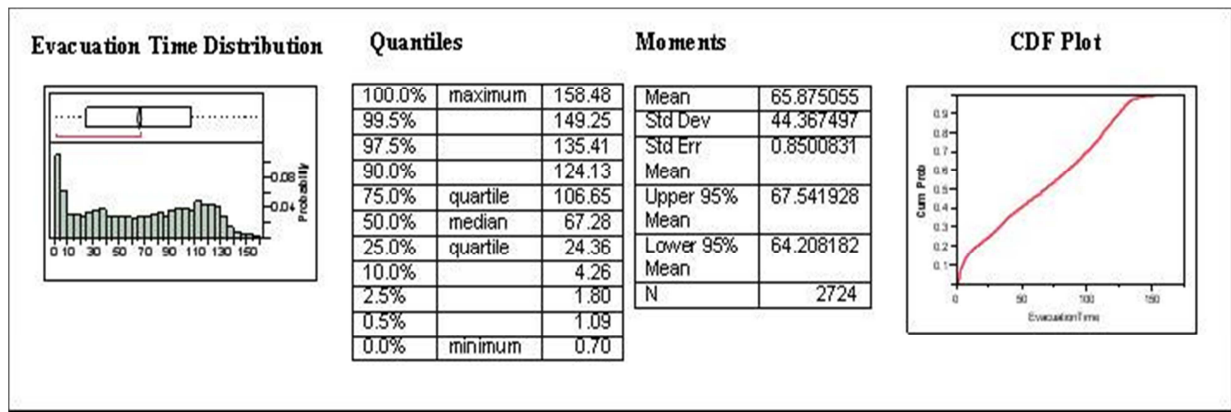 Evacuation Time Distribution
0.08
0.04
Probability
0 10 30 50 70 90 110 130 150
Quantiles
100.0% maximum 158.48
99.5% 149.25
97.5% 135.41
90.0% 124.13
75.0% quartile 106.65
50.0% median 67.28
25.0% quartile 24.36
10.0% 4.26
2.5% 1.80
0.5% 1.09
0.0% minimum 0.70
Moments
Mean 65.875055
Std Dev 44.367497
Std Err 0.8500831
Mean
Upper 95% 67.541928
Mean
Lower 95% 64.208182
Mean
N 2724
CDF Plot
0.9
0.8
0.7
0.6
0.5
0.4
0.3
0.2
0.1
Cum Prob
0 50 100 150
EvacuationTime